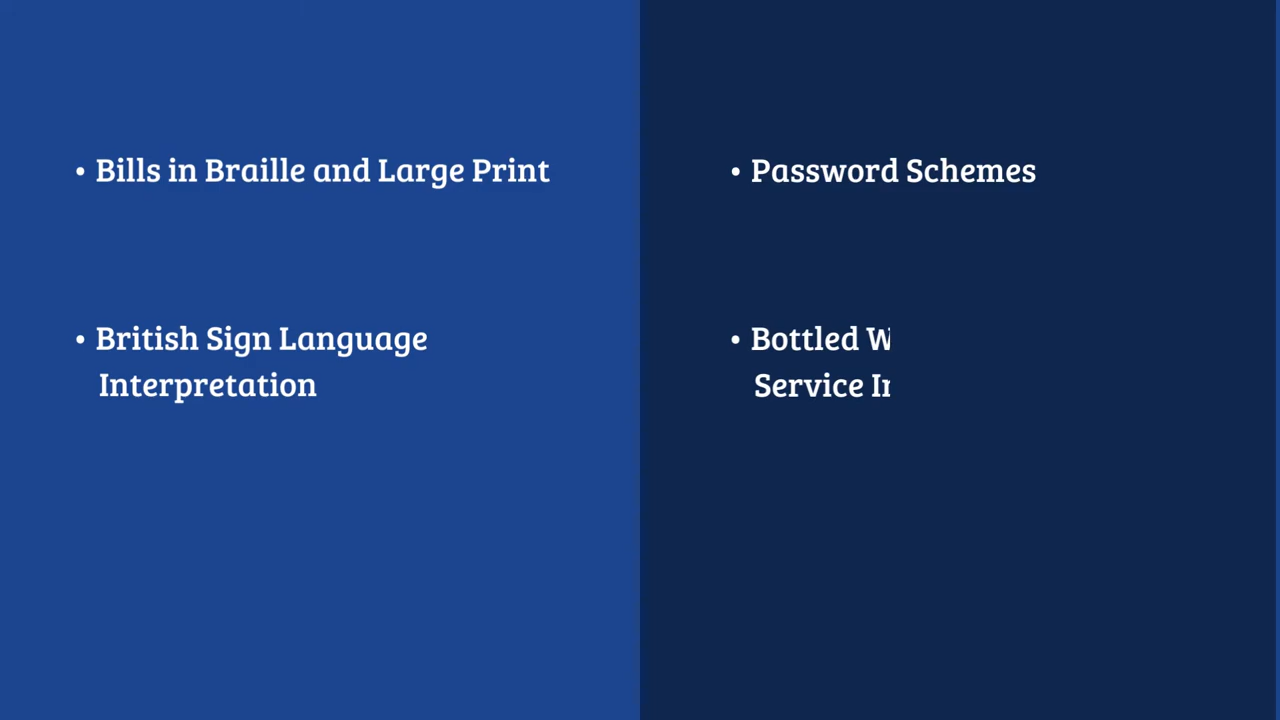 • Bills in Braille and Large Print
• British Sign Language
Interpretation
• Password Schemes
• Bottled
Service